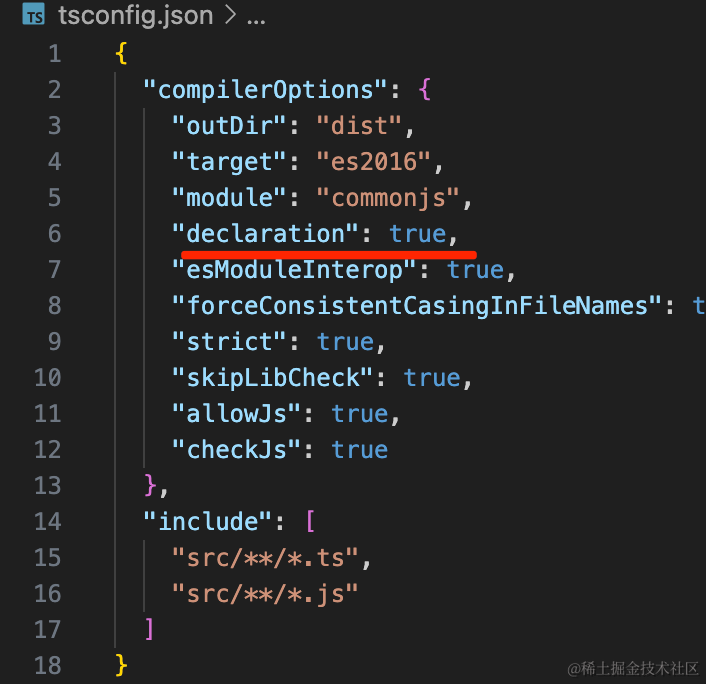 TS tsconfig.json > ...
1 {
2 "compilerOptions": {
3 "outDir": "dist",
4 "target": "es2016",
5 "module": "commonjs",
6 "declaration": true,
7 "esModuleInterop": true,
8 "forceConsistentCasingInFileNames": t
9 "strict": true,
10 "skipLibCheck": true,
11 "allowJs": true,
12 "checkJs": true
13 },
14 "include": [
15 "src/**/*.ts",
16 "src/**/*.js"
17 ]
18 }
@稀土掘金技术社区